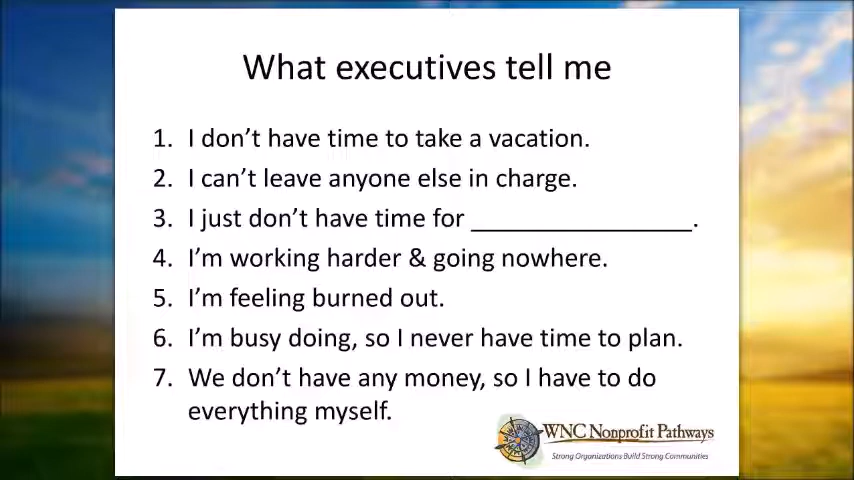 What executives tell me
1. I don't have time to take a vacation.
2. I can't leave anyone else in charge.
3. I just don't have time for ________________.
4. I'm working harder & going nowhere.
5. I'm feeling burned out.
6. I'm busy doing, so I never have time to plan.
7. We don't have any money, so I have to do
everything myself.
WNC Nonprofit Pathways
Strong Organizations Build Strong Communities